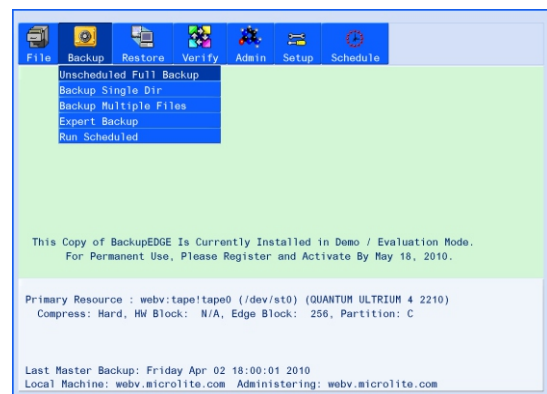 File Backup Restore Verify Admin Setup Schedule
Unscheduled Full Backup
Backup Single Dir
Backup Multiple Files
Expert Backup
Run Scheduled
This Copy of BackupEDGE Is Currently Installed in Demo / Evaluation Mode.
For Permanent Use, Please Register and Activate By May 18, 2010.
Primary Resource : webv:tape!tape0 (/dev/st0) (QUANTUM ULTRIUM 4 2210)
Compress: Hard, HW Block: N/A, Edge Block: 256, Partition: C
Last Master Backup: Friday Apr 02 18:00:01 2010
Local Machine: webv.microlite.com Administering: webv.microlite.com